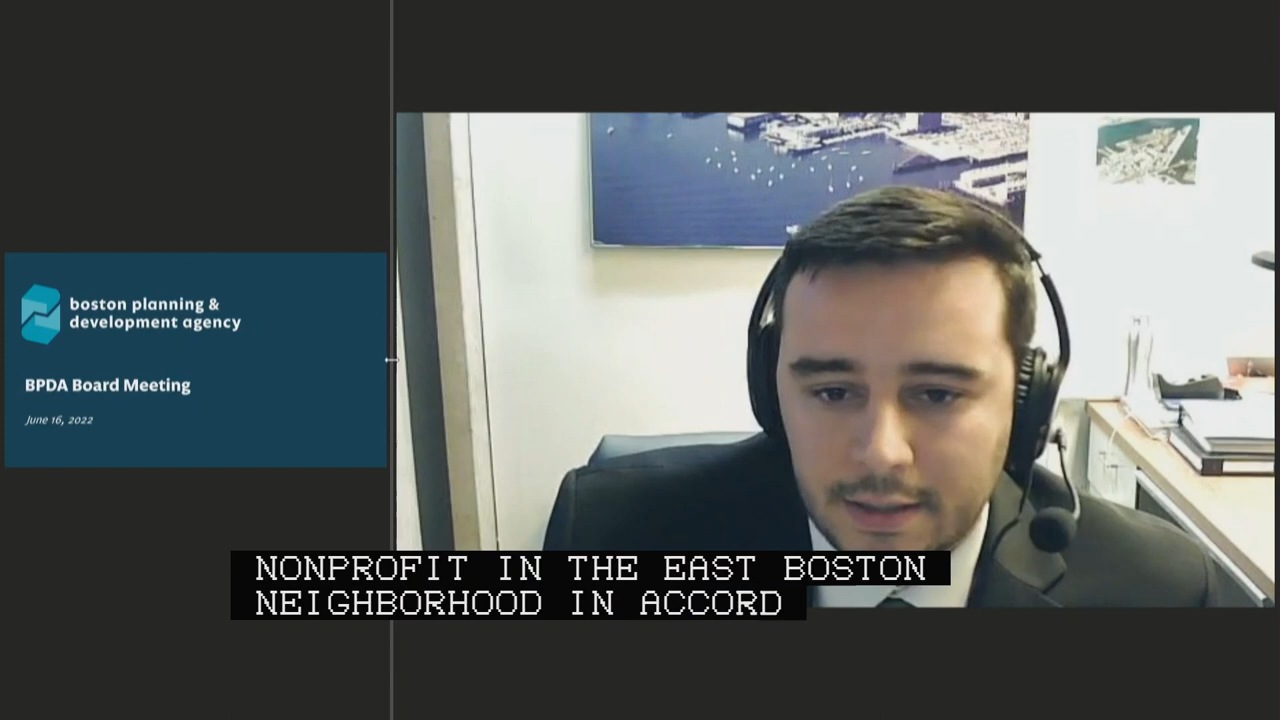 boston planning &
development agency
BPDA Board Meeting
June 16, 2022
NONPROFIT IN THE EAST BOSTON
NEIGHBORHOOD IN ACCORD